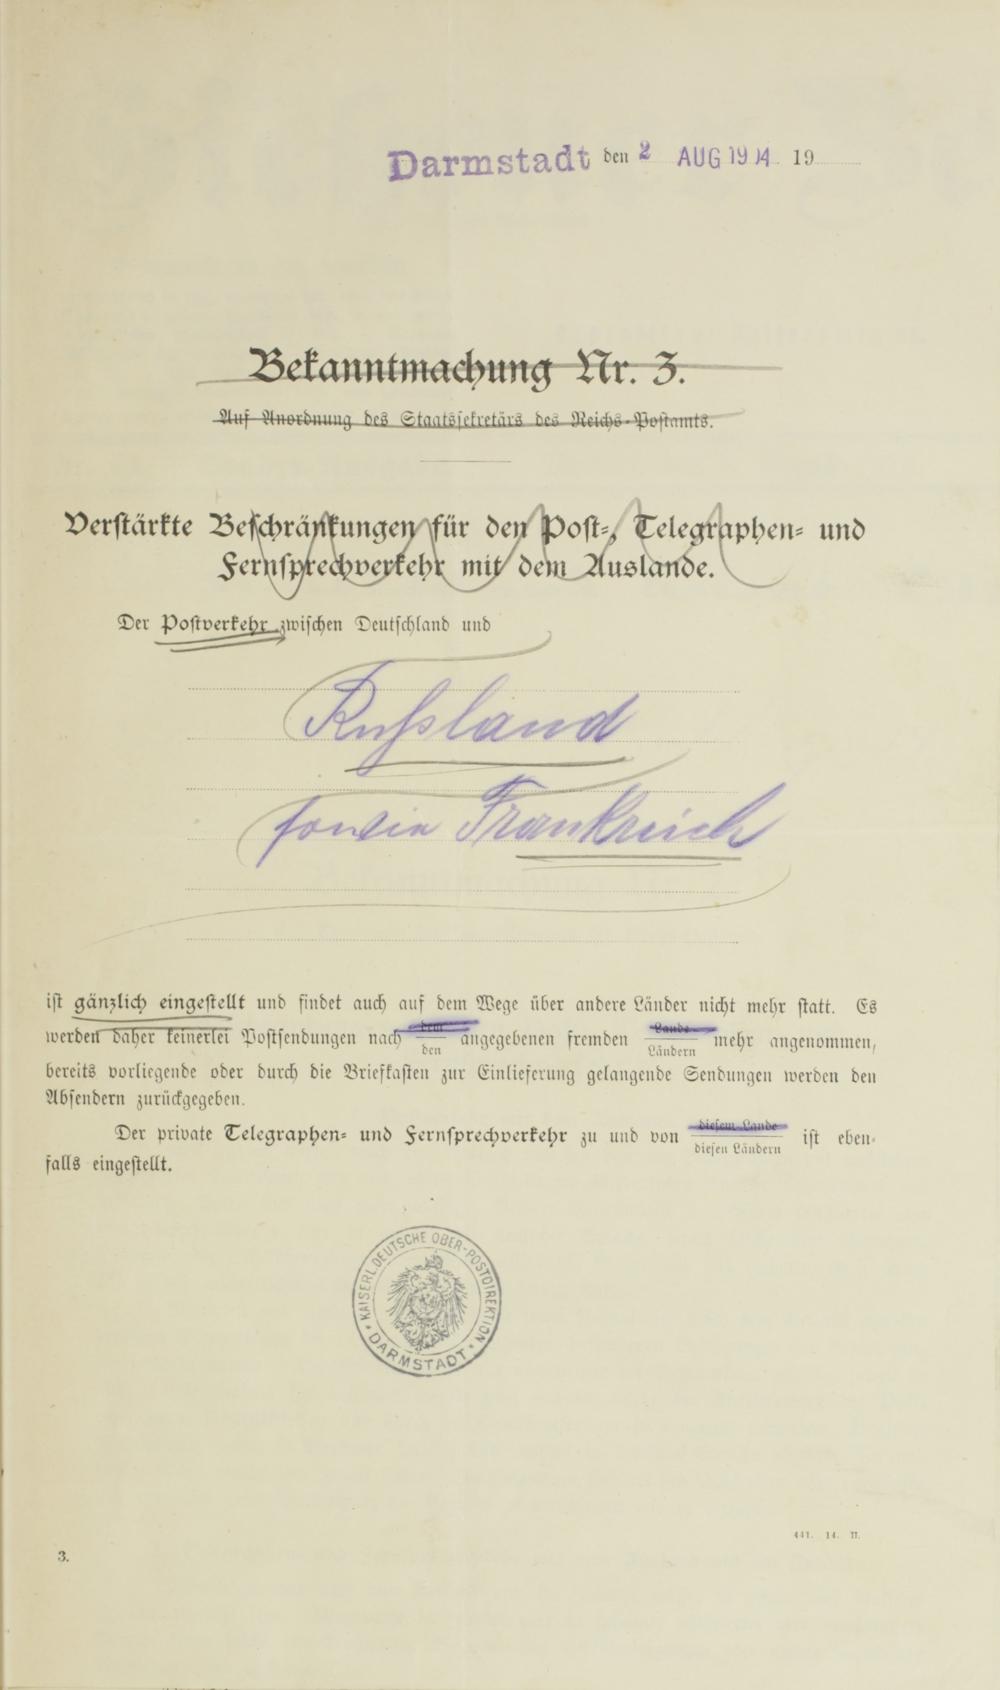 Darmstadt den 2 AUG 1914 19
Bekanntmachung Nr. 3.
Auf Anordnung des Staatssekretärs des Reichs-Postamts.
Verstärkte Beschränkungen für den Post-, Telegraphen- und
Fernsprechverkehr mit dem Auslande.
Der Postverkehr zwischen Deutschland und
Rußland
sowie Frankreich
ist gänzlich eingestellt und findet auch auf dem Wege über andere Länder nicht mehr statt. Es
werden daher keinerlei Postsendungen nach dem den angegebenen fremden Lande Ländern mehr angenommen,
bereits vorliegende oder durch die Briefkasten zur Einlieferung gelangende Sendungen werden den
Absendern zurückgegeben.
Der private Telegraphen- und Fernsprechverkehr zu und von diesem Lande diesen Ländern ist eben-
falls eingestellt.
KAISERL. DEUTSCHE OBER-POSTDIREKTION
DARMSTADT
441. 14. II.
3.